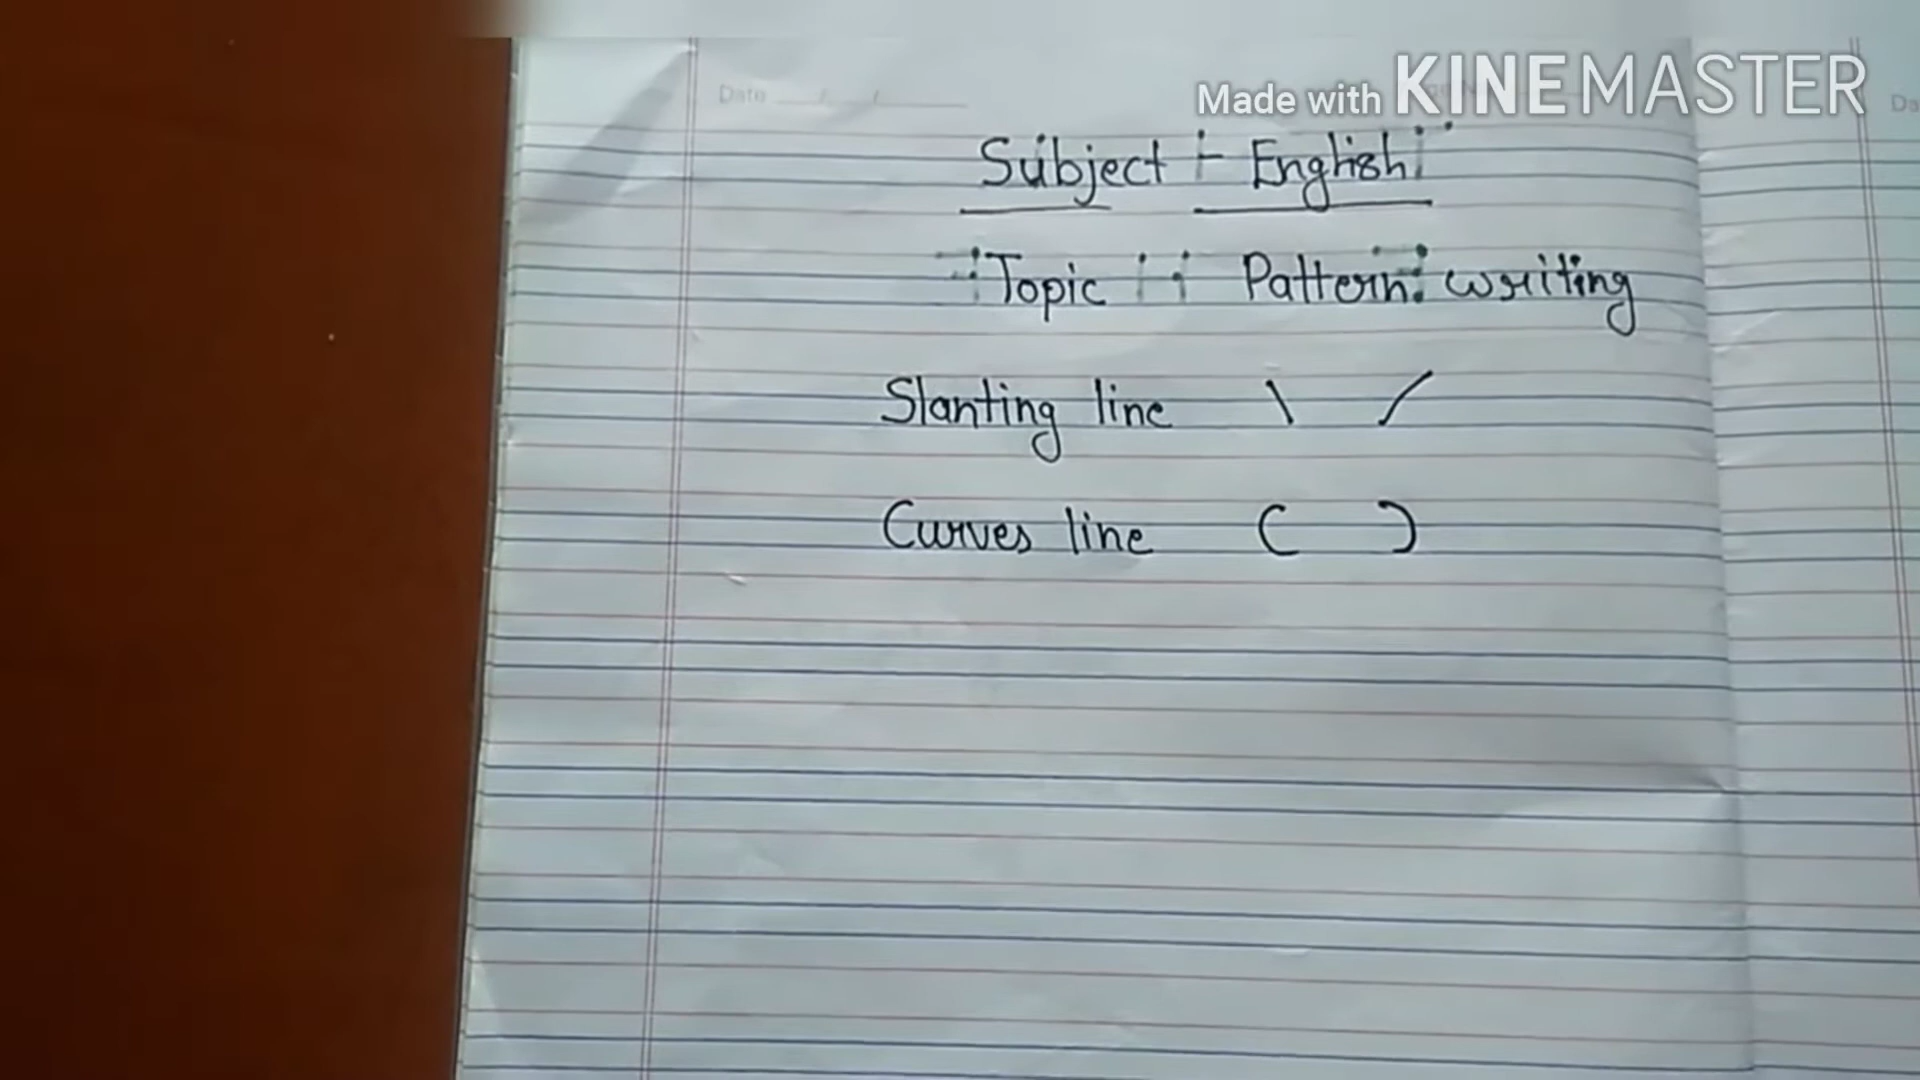 Made with KINEMASTER
Date
Subject - English
Topic : Pattern writing
Slanting line \ /
Curves line ( )